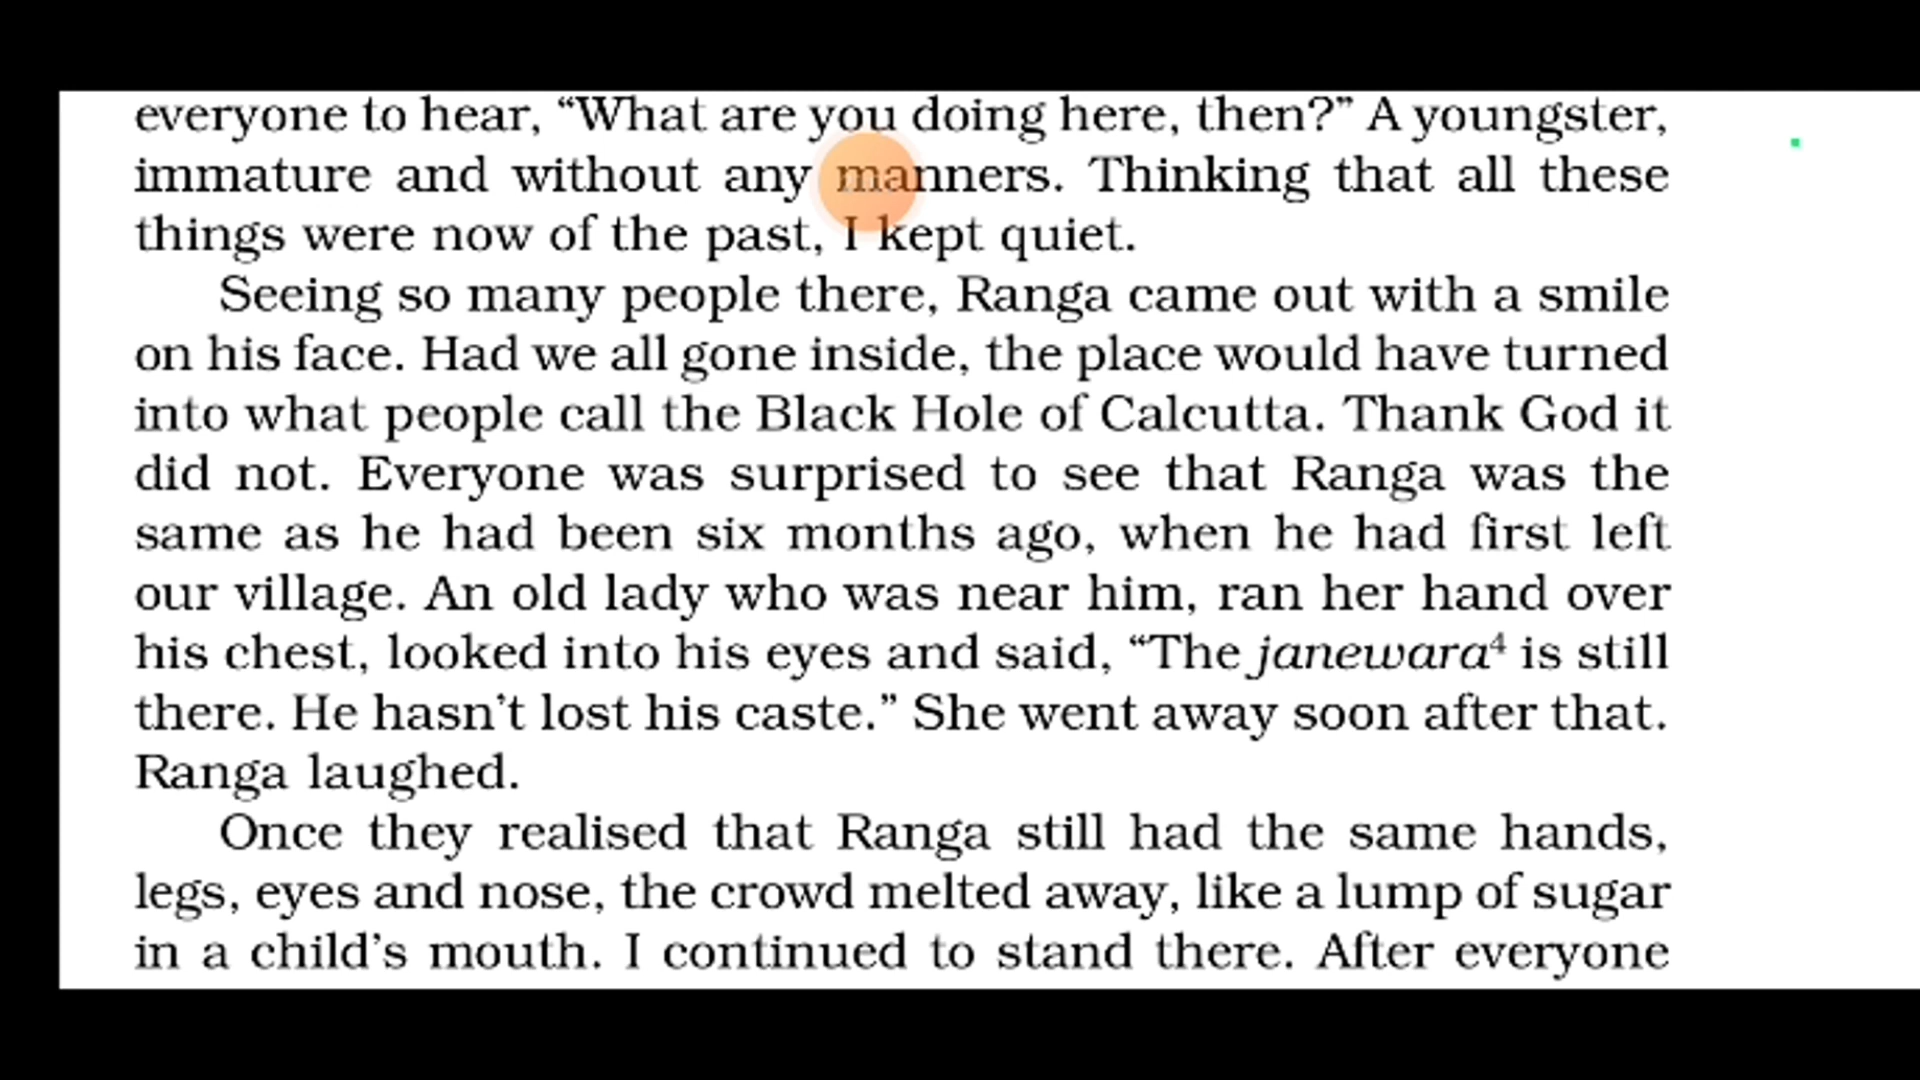 everyone to hear, “What are you doing here, then?” A youngster,
immature and without any manners. Thinking that all these
things were now of the past, I kept quiet.
Seeing so many people there, Ranga came out with a smile
on his face. Had we all gone inside, the place would have turned
into what people call the Black Hole of Calcutta. Thank God it
did not. Everyone was surprised to see that Ranga was the
same as he had been six months ago, when he had first left
our village. An old lady who was near him, ran her hand over
his chest, looked into his eyes and said, “The janewara⁴ is still
there. He hasn’t lost his caste.” She went away soon after that.
Ranga laughed.
Once they realised that Ranga still had the same hands,
legs, eyes and nose, the crowd melted away, like a lump of sugar
in a child’s mouth. I continued to stand there. After everyone